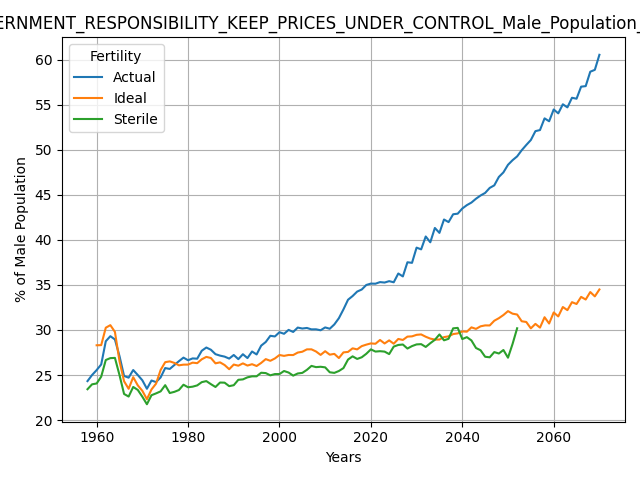 ERNMENT_RESPONSIBILITY_KEEP_PRICES_UNDER_CONTROL_Male_Population_
Fertility
Actual
Ideal
Sterile
% of Male Population
60
55
50
45
40
35
30
25
20
1960
1980
2000
2020
2040
2060
Years